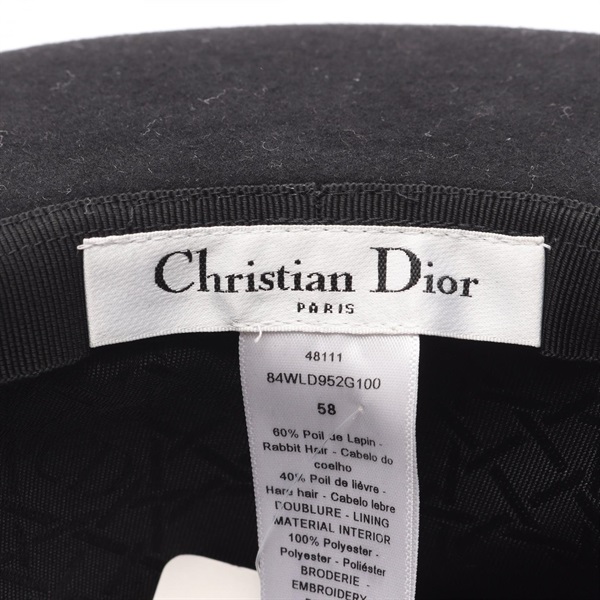 Christian Dior
PARIS
48111
84WLD952G100
58
60% Poil de Lapin -
Rabbit Hair - Cabelo do
coelho
40% Poil de lièvre -
Hare hair - Cabelo lebre
DOUBLURE - LINING
MATERIAL INTERIOR
100% Polyester -
Polyester - Poliéster
BRODERIE -
EMBROIDERY